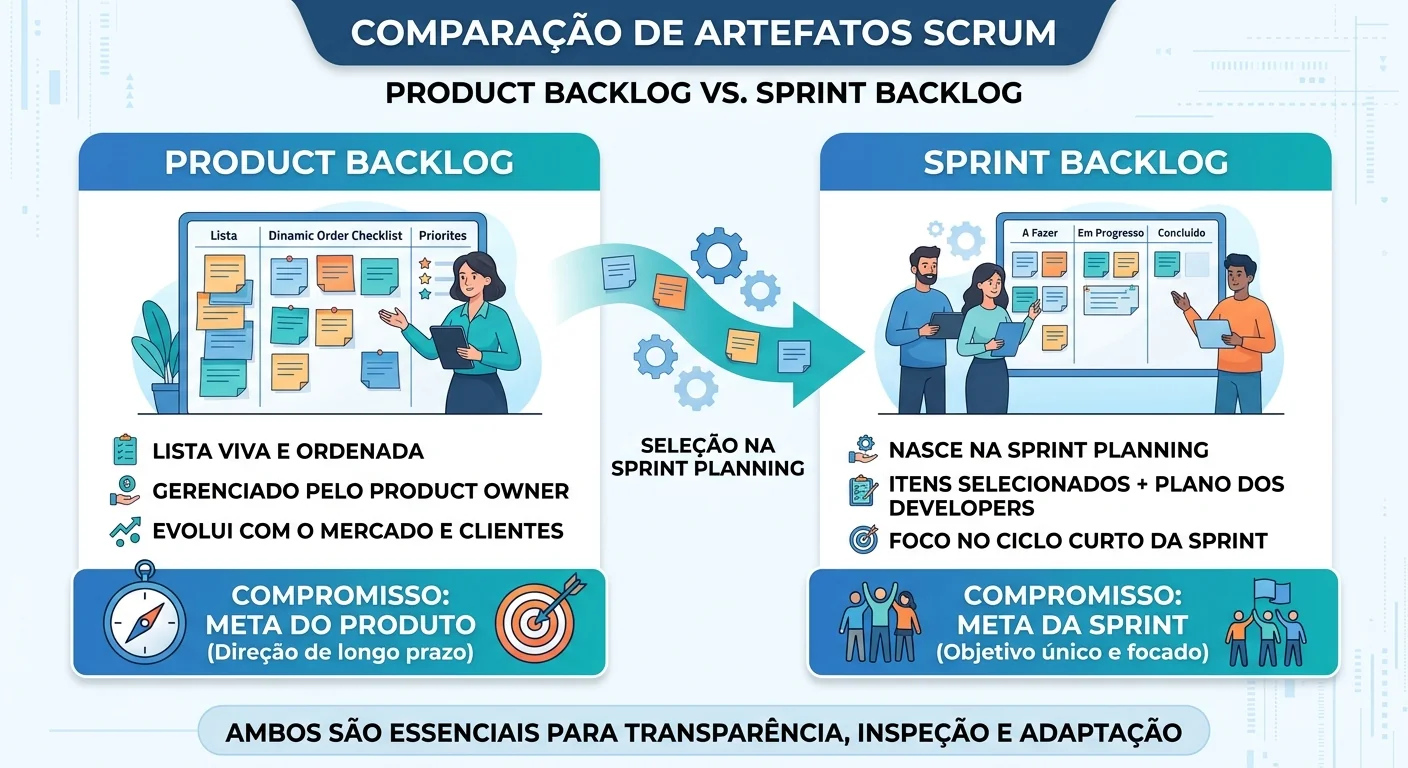 COMPARAÇÃO DE ARTEFATOS SCRUM
PRODUCT BACKLOG VS. SPRINT BACKLOG
PRODUCT BACKLOG
Lista
Dinamic Order Checklist
Priorites
LISTA VIVA E ORDENADA
GERENCIADO PELO PRODUCT OWNER
EVOLUI COM O MERCADO E CLIENTES
COMPROMISSO:
META DO PRODUTO
(Direção de longo prazo)
SELEÇÃO NA
SPRINT PLANNING
SPRINT BACKLOG
A Fazer
Em Progresso
Concluido
NASCE NA SPRINT PLANNING
ITENS SELECIONADOS + PLANO DOS
DEVELOPERS
FOCO NO CICLO CURTO DA SPRINT
COMPROMISSO:
META DA SPRINT
(Objetivo único e focado)
AMBOS SÃO ESSENCIAIS PARA TRANSPARÊNCIA, INSPEÇÃO E ADAPTAÇÃO